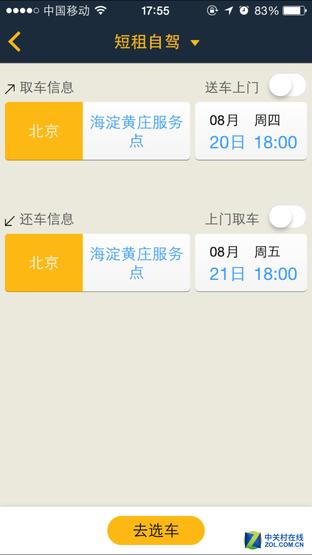 中国移动 17:55 83%
短租自驾
取车信息 送车上门
北京 海淀黄庄服务点 08月 周四
20日 18:00
还车信息 上门取车
北京 海淀黄庄服务点 08月 周五
21日 18:00
去选车
Z 中关村在线
ZOL.COM.CN